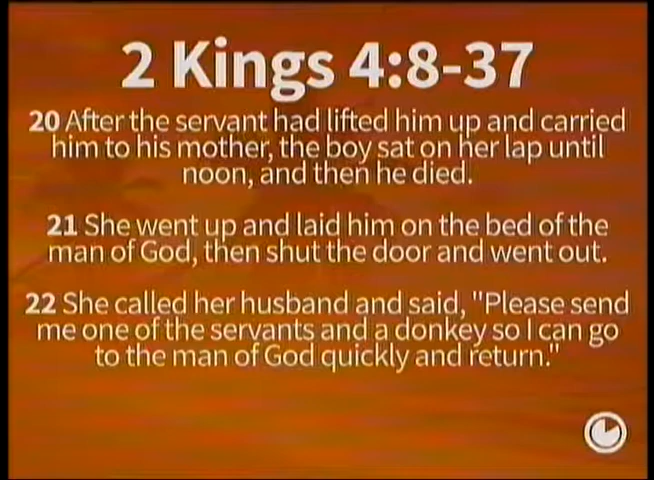 2 Kings 4:8-37
20 After the servant had lifted him up and carried
him to his mother, the boy sat on her lap until
noon, and then he died.
21 She went up and laid him on the bed of the
man of God, then shut the door and went out.
22 She called her husband and said, "Please send
me one of the servants and a donkey so I can go
to the man of God quickly and return."